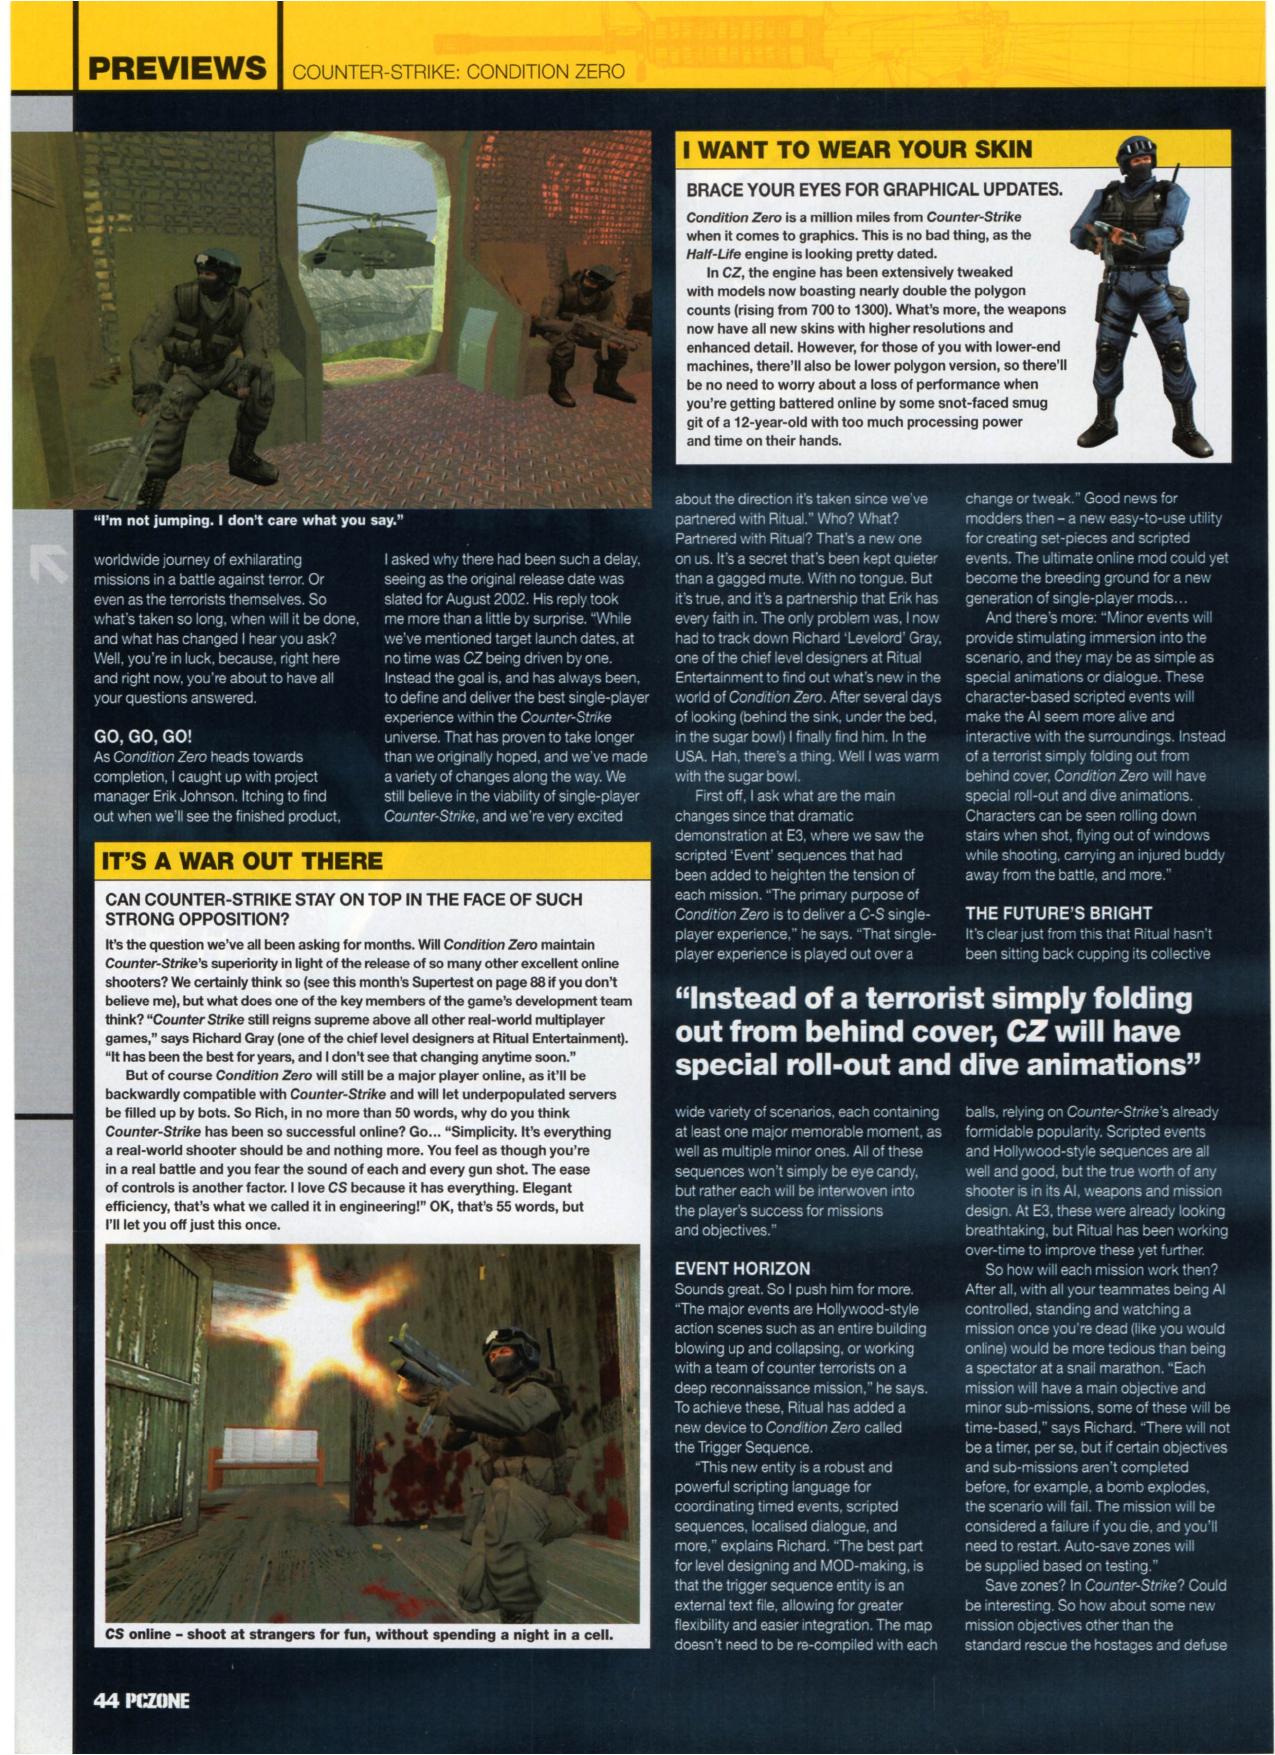 PREVIEWS
COUNTER-STRIKE: CONDITION ZERO
“I’m not jumping. I don’t care what you say.”
worldwide journey of exhilarating
missions in a battle against terror. Or
even as the terrorists themselves. So
what’s taken so long, when will it be done,
and what has changed I hear you ask?
Well, you’re in luck, because, right here
and right now, you’re about to have all
your questions answered.
GO, GO, GO!
As Condition Zero heads towards
completion, I caught up with project
manager Erik Johnson. Itching to find
out when we’ll see the finished product,
I asked why there had been such a delay,
seeing as the original release date was
slated for August 2002. His reply took
me more than a little by surprise. “While
we’ve mentioned target launch dates, at
no time was CZ being driven by one.
Instead the goal is, and has always been,
to define and deliver the best single-player
experience within the Counter-Strike
universe. That has proven to take longer
than we originally hoped, and we’ve made
a variety of changes along the way. We
still believe in the viability of single-player
Counter-Strike, and we’re very excited
IT’S A WAR OUT THERE
CAN COUNTER-STRIKE STAY ON TOP IN THE FACE OF SUCH
STRONG OPPOSITION?
It’s the question we’ve all been asking for months. Will Condition Zero maintain
Counter-Strike’s superiority in light of the release of so many other excellent online
shooters? We certainly think so (see this month’s Supertest on page 88 if you don’t
believe me), but what does one of the key members of the game’s development team
think? “Counter Strike still reigns supreme above all other real-world multiplayer
games,” says Richard Gray (one of the chief level designers at Ritual Entertainment).
“It has been the best for years, and I don’t see that changing anytime soon.”
But of course Condition Zero will still be a major player online, as it’ll be
backwardly compatible with Counter-Strike and will let underpopulated servers
be filled up by bots. So Rich, in no more than 50 words, why do you think
Counter-Strike has been so successful online? Go... “Simplicity. It’s everything
a real-world shooter should be and nothing more. You feel as though you’re
in a real battle and you fear the sound of each and every gun shot. The ease
of controls is another factor. I love CS because it has everything. Elegant
efficiency, that’s what we called it in engineering!” OK, that’s 55 words, but
I’ll let you off just this once.
CS online – shoot at strangers for fun, without spending a night in a cell.
I WANT TO WEAR YOUR SKIN
BRACE YOUR EYES FOR GRAPHICAL UPDATES.
Condition Zero is a million miles from Counter-Strike
when it comes to graphics. This is no bad thing, as the
Half-Life engine is looking pretty dated.
In CZ, the engine has been extensively tweaked
with models now boasting nearly double the polygon
counts (rising from 700 to 1300). What’s more, the weapons
now have all new skins with higher resolutions and
enhanced detail. However, for those of you with lower-end
machines, there’ll also be lower polygon version, so there’ll
be no need to worry about a loss of performance when
you’re getting battered online by some snot-faced smug
git of a 12-year-old with too much processing power
and time on their hands.
about the direction it’s taken since we’ve
partnered with Ritual.” Who? What?
Partnered with Ritual? That’s a new one
on us. It’s a secret that’s been kept quieter
than a gagged mute. With no tongue. But
it’s true, and it’s a partnership that Erik has
every faith in. The only problem was, I now
had to track down Richard ‘Levelord’ Gray,
one of the chief level designers at Ritual
Entertainment to find out what’s new in the
world of Condition Zero. After several days
of looking (behind the sink, under the bed,
in the sugar bowl) I finally find him. In the
USA. Hah, there’s a thing. Well I was warm
with the sugar bowl.
First off, I ask what are the main
changes since that dramatic
demonstration at E3, where we saw the
scripted ‘Event’ sequences that had
been added to heighten the tension of
each mission. “The primary purpose of
Condition Zero is to deliver a C-S single-
player experience,” he says. “That single-
player experience is played out over a
“Instead of a terrorist simply folding
out from behind cover, CZ will have
special roll-out and dive animations”
wide variety of scenarios, each containing
at least one major memorable moment, as
well as multiple minor ones. All of these
sequences won’t simply be eye candy,
but rather each will be interwoven into
the player’s success for missions
and objectives.”
EVENT HORIZON
Sounds great. So I push him for more.
“The major events are Hollywood-style
action scenes such as an entire building
blowing up and collapsing, or working
with a team of counter terrorists on a
deep reconnaissance mission,” he says.
To achieve these, Ritual has added a
new device to Condition Zero called
the Trigger Sequence.
“This new entity is a robust and
powerful scripting language for
coordinating timed events, scripted
sequences, localised dialogue, and
more,” explains Richard. “The best part
for level designing and MOD-making, is
that the trigger sequence entity is an
external text file, allowing for greater
flexibility and easier integration. The map
doesn’t need to be re-compiled with each
change or tweak.” Good news for
modders then – a new easy-to-use utility
for creating set-pieces and scripted
events. The ultimate online mod could yet
become the breeding ground for a new
generation of single-player mods...
And there’s more: “Minor events will
provide stimulating immersion into the
scenario, and they may be as simple as
special animations or dialogue. These
character-based scripted events will
make the AI seem more alive and
interactive with the surroundings. Instead
of a terrorist simply folding out from
behind cover, Condition Zero will have
special roll-out and dive animations.
Characters can be seen rolling down
stairs when shot, flying out of windows
while shooting, carrying an injured buddy
away from the battle, and more.”
THE FUTURE’S BRIGHT
It’s clear just from this that Ritual hasn’t
been sitting back cupping its collective
balls, relying on Counter-Strike’s already
formidable popularity. Scripted events
and Hollywood-style sequences are all
well and good, but the true worth of any
shooter is in its AI, weapons and mission
design. At E3, these were already looking
breathtaking, but Ritual has been working
over-time to improve these yet further.
So how will each mission work then?
After all, with all your teammates being AI
controlled, standing and watching a
mission once you’re dead (like you would
online) would be more tedious than being
a spectator at a snail marathon. “Each
mission will have a main objective and
minor sub-missions, some of these will be
time-based,” says Richard. “There will not
be a timer, per se, but if certain objectives
and sub-missions aren’t completed
before, for example, a bomb explodes,
the scenario will fail. The mission will be
considered a failure if you die, and you’ll
need to restart. Auto-save zones will
be supplied based on testing.”
Save zones? In Counter-Strike? Could
be interesting. So how about some new
mission objectives other than the
standard rescue the hostages and defuse
44 PCZONE